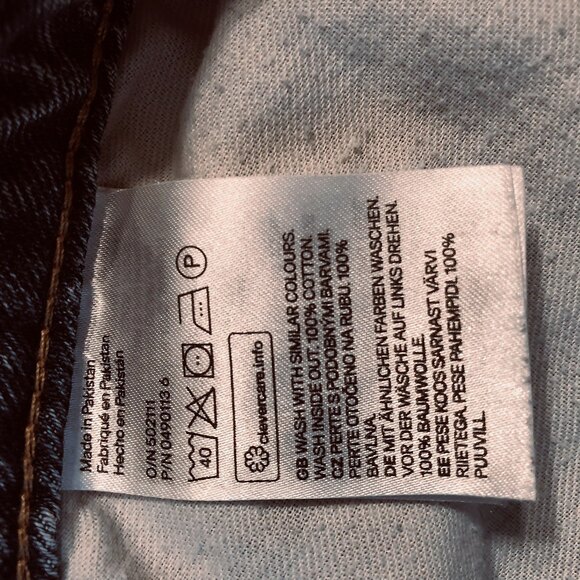 Made in Pakistan
Fabriqué en Pakistan
Hecho en Pakistán
O/N 502111
P/N 0490113 6
40
P
clevercare.info
GB WASH WITH SIMILAR COLOURS.
WASH INSIDE OUT. 100% COTTON.
CZ PERTE S PODOBNÝMI BARVAMI.
PERTE OTOČENO NA RUBU 100%
BAVLNA.
DE MIT ÄHNLICHEN FARBEN WASCHEN.
VOR DER WÄSCHE AUF LINKS DREHEN.
100% BAUMWOLLE.
EE PESE KOOS SARNAST VÄRVI
RIIETEGA. PESE PAHEMPIDI. 100%
PUUVILL.